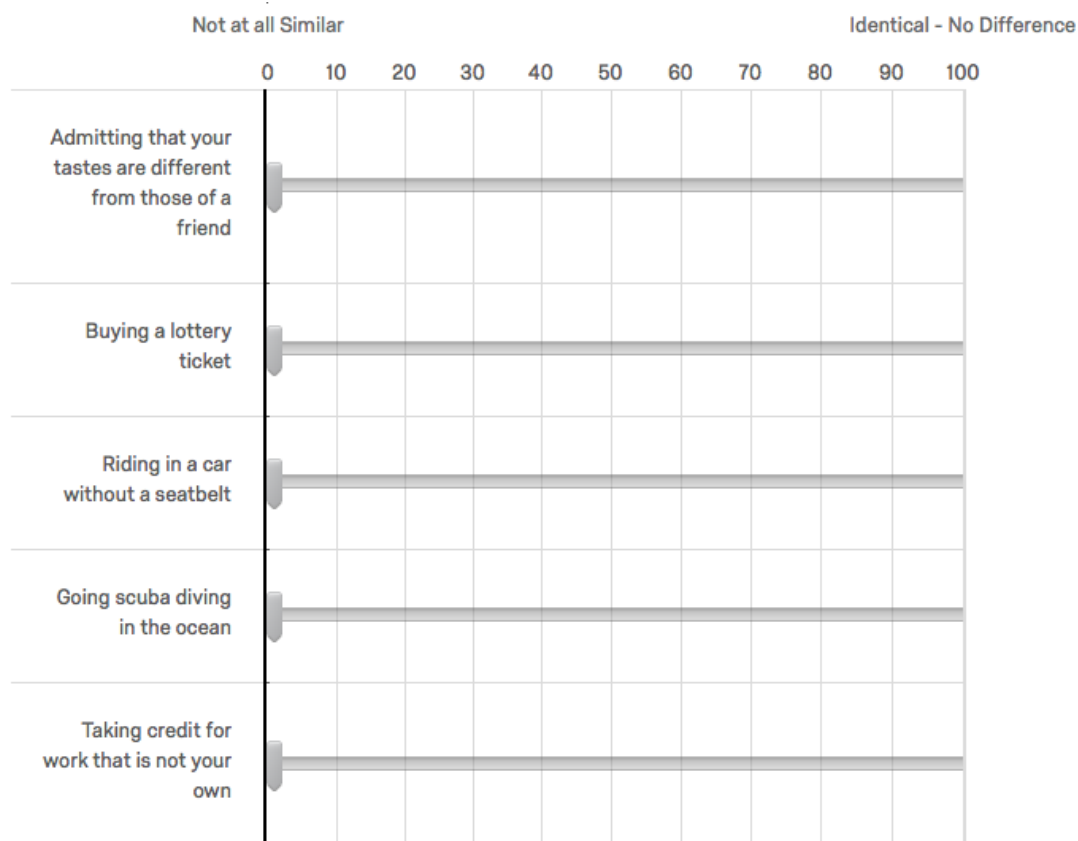 Not at all Similar Identical - No Difference
0 10 20 30 40 50 60 70 80 90 100
Admitting that your
tastes are different
from those of a
friend
Buying a lottery
ticket
Riding in a car
without a seatbelt
Going scuba diving
in the ocean
Taking credit for
work that is not your
own